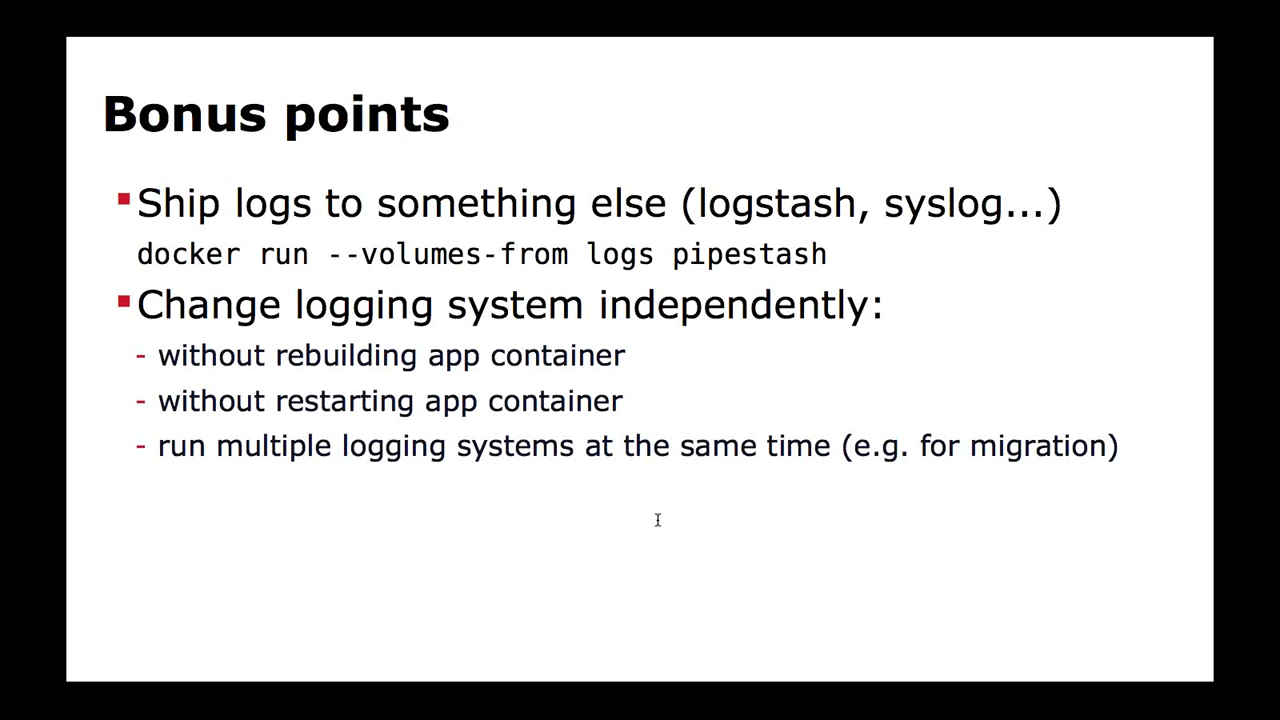 Bonus points
Ship logs to something else (logstash, syslog...)
docker run --volumes-from logs pipestash
Change logging system independently:
- without rebuilding app container
- without restarting app container
- run multiple logging systems at the same time (e.g. for migration)